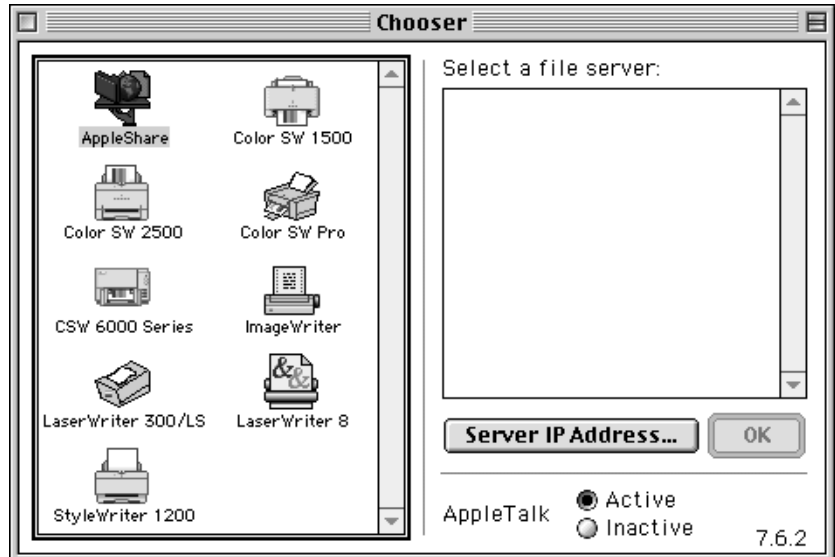 Chooser
AppleShare
Color SW 1500
Color SW 2500
Color SW Pro
CSW 6000 Series
ImageWriter
LaserWriter 300/LS
LaserWriter 8
StyleWriter 1200
Select a file server:
Server IP Address...
OK
AppleTalk
Active
Inactive
7.6.2